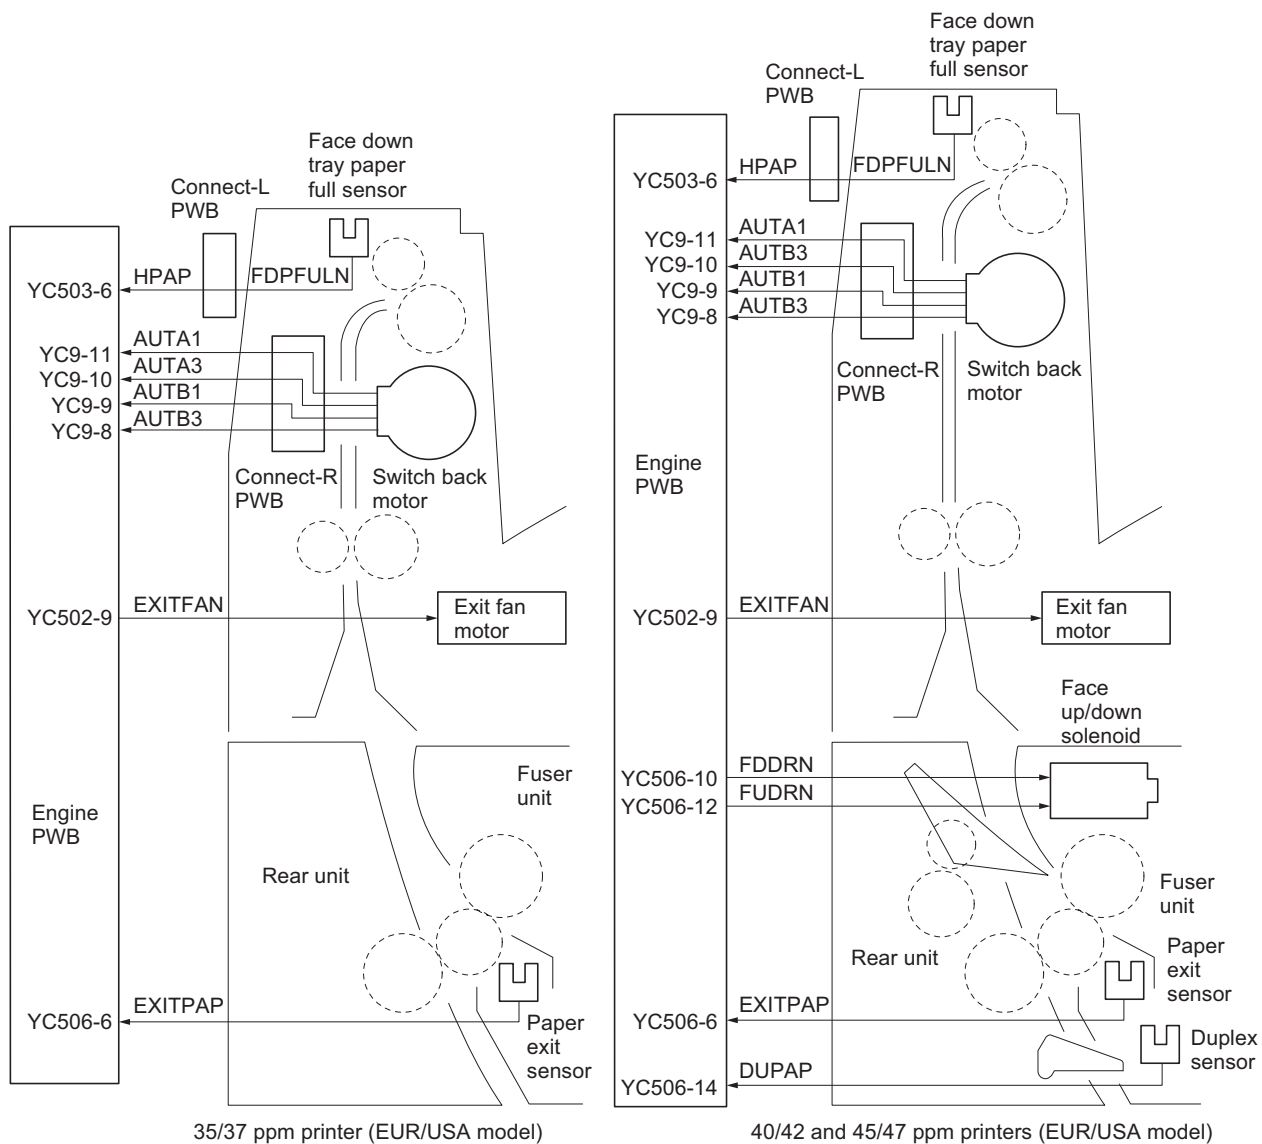 Face down
tray paper
full sensor
Connect-L
PWB
HPAP
FDPFULN
YC503-6
AUTA1
YC9-11
AUTA3
YC9-10
AUTB1
YC9-9
AUTB3
YC9-8
Connect-R
PWB
Switch back
motor
YC502-9
EXITFAN
Exit fan
motor
Engine
PWB
Fuser
unit
Rear unit
YC506-6
EXITPAP
Paper
exit
sensor
35/37 ppm printer (EUR/USA model)
Face down
tray paper
full sensor
Connect-L
PWB
HPAP
FDPFULN
YC503-6
AUTA1
YC9-11
AUTB3
YC9-10
AUTB1
YC9-9
AUTB3
YC9-8
Connect-R
PWB
Switch back
motor
Engine
PWB
YC502-9
EXITFAN
Exit fan
motor
Face
up/down
solenoid
YC506-10
FDDRN
YC506-12
FUDRN
Fuser
unit
Rear unit
Paper
exit
sensor
YC506-6
EXITPAP
Duplex
sensor
YC506-14
DUPAP
40/42 and 45/47 ppm printers (EUR/USA model)